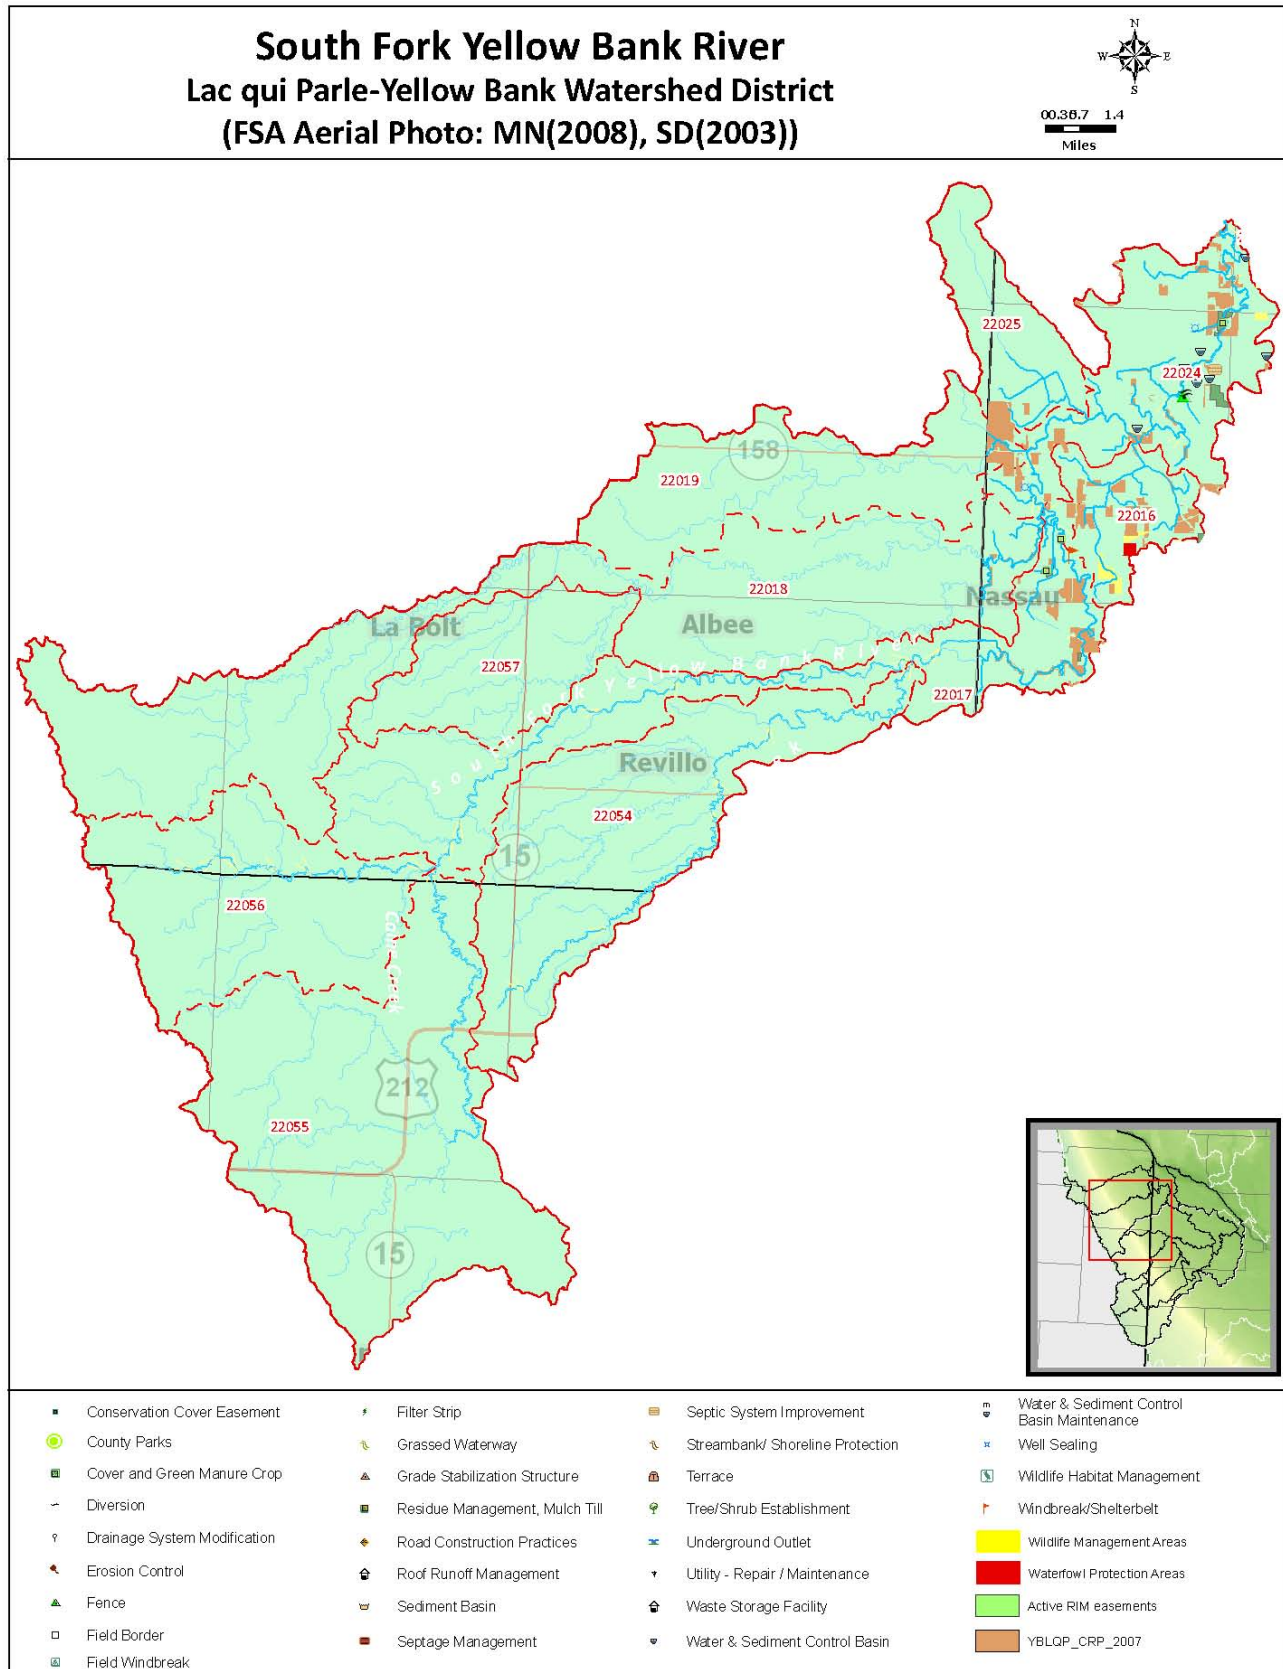 South Fork Yellow Bank River
Lac qui Parle-Yellow Bank Watershed District
(FSA Aerial Photo: MN(2008), SD(2003))
N
W E
S
1.4
Miles
22025
22024
158
22019
22016
22018
Nassau
La Bolt
Albee
22057
South Fork Yellow Bank River
22017
Revillo
22054
15
22056
Creek
212
22055
15
Conservation Cover Easement
County Parks
Cover and Green Manure Crop
Diversion
Drainage System Modification
Erosion Control
Fence
Field Border
Field Windbreak
Filter Strip
Grassed Waterway
Grade Stabilization Structure
Residue Management, Mulch Till
Road Construction Practices
Roof Runoff Management
Sediment Basin
Septage Management
Septic System Improvement
Streambank/ Shoreline Protection
Terrace
Tree/Shrub Establishment
Underground Outlet
Utility - Repair / Maintenance
Waste Storage Facility
Water & Sediment Control Basin
Water & Sediment Control
Basin Maintenance
Well Sealing
Wildlife Habitat Management
Windbreak/Shelterbelt
Wildlife Management Areas
Waterfowl Protection Areas
Active RIM easements
YBLQP_CRP_2007